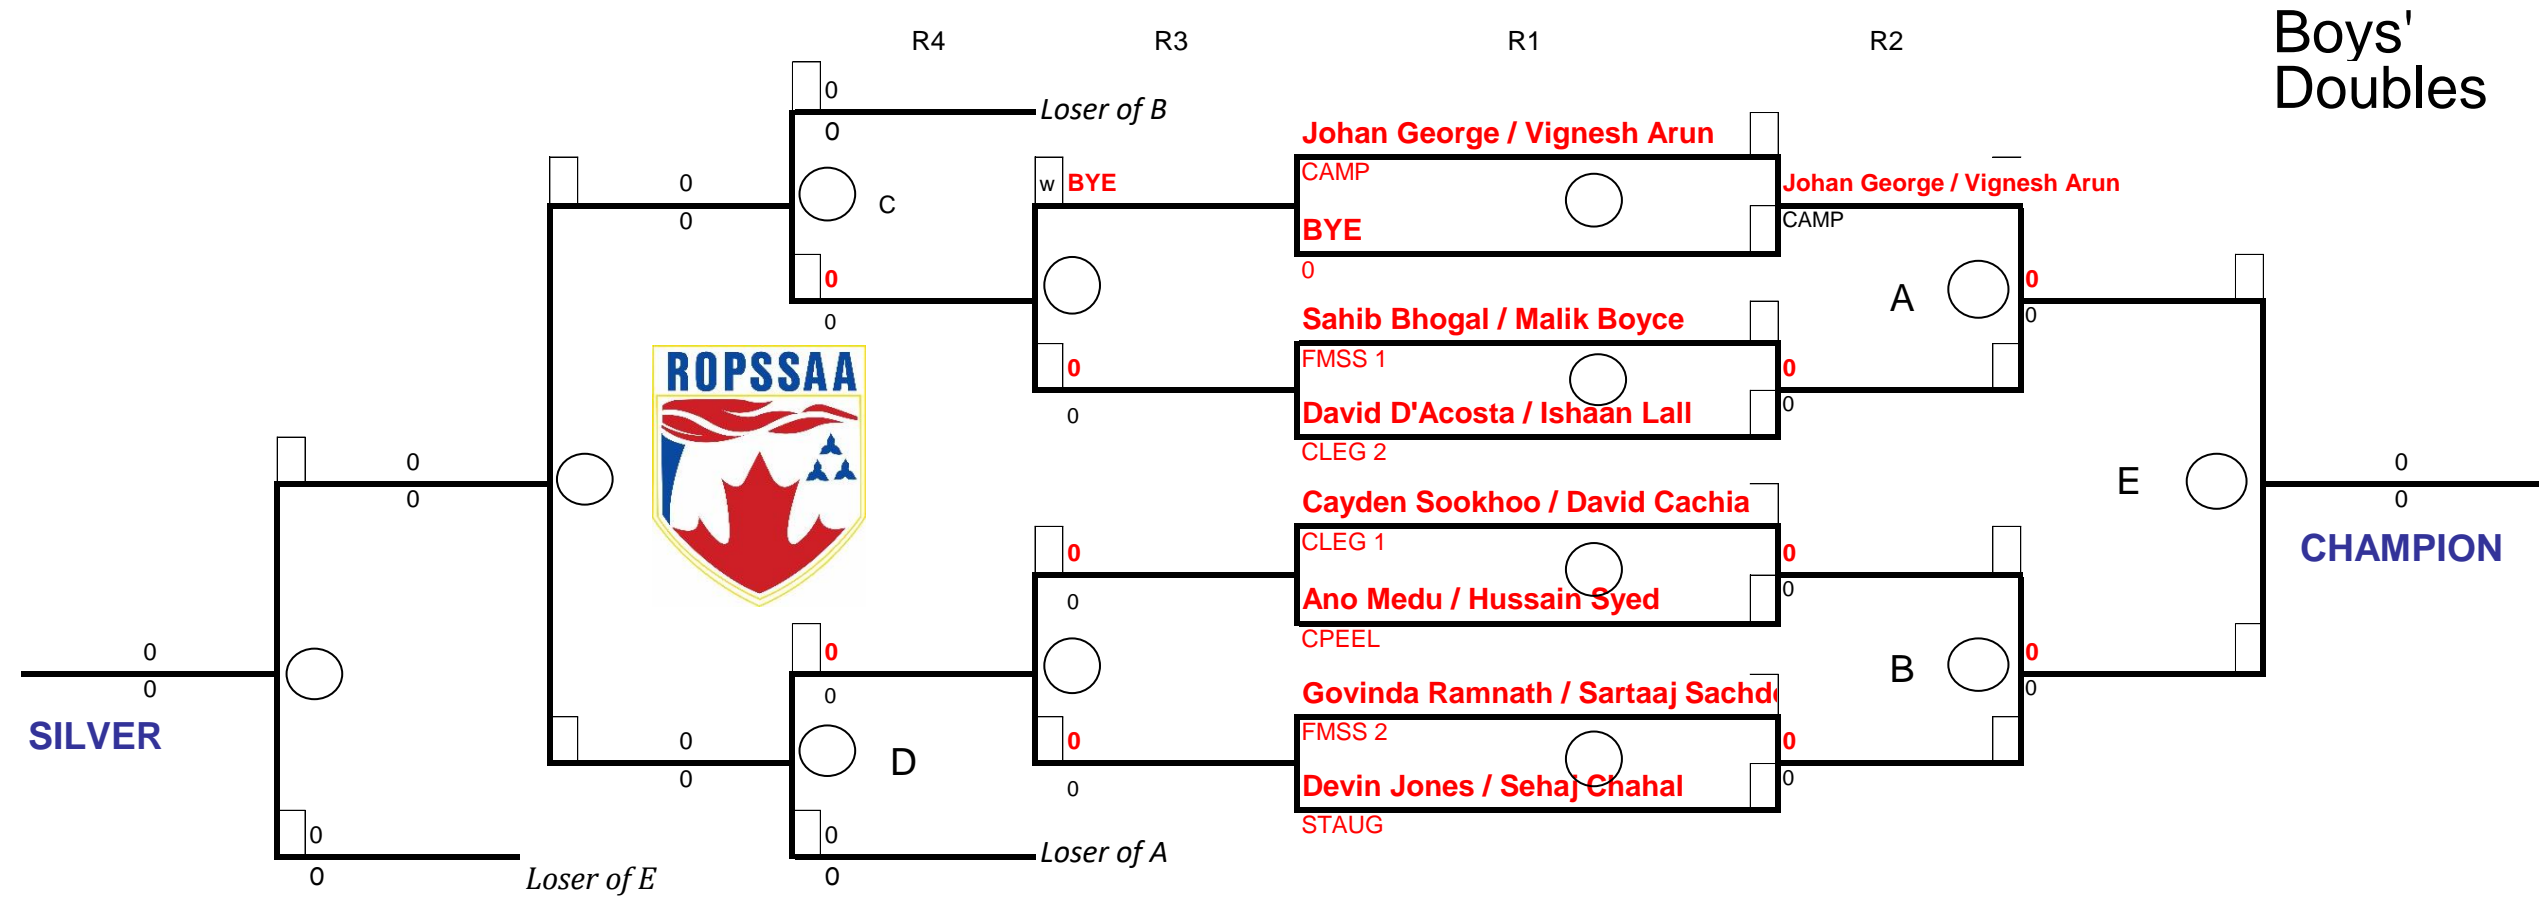 Boys'
Doubles
R4
R3
R1
R2
0
Loser of B
0
Johan George / Vignesh Arun
CAMP
w BYE
Johan George / Vignesh Arun
CAMP
0
0
C
BYE
0
0
0
A
0
0
Sahib Bhogal / Malik Boyce
FMSS 1
0
0
0
0
David D'Acosta / Ishaan Lall
CLEG 2
ROPSSAA
0
0
Cayden Sookhoo / David Cachia
CLEG 1
E
0
0
CHAMPION
0
0
0
0
Ano Medu / Hussain Syed
CPEEL
0
0
SILVER
0
0
Govinda Ramnath / Sartaaj
FMSS 2
B
0
0
0
0
D
0
0
0
0
Devin Jones / Sehaj Chahal
STAUG
0
0
Loser of E
0
0
Loser of A